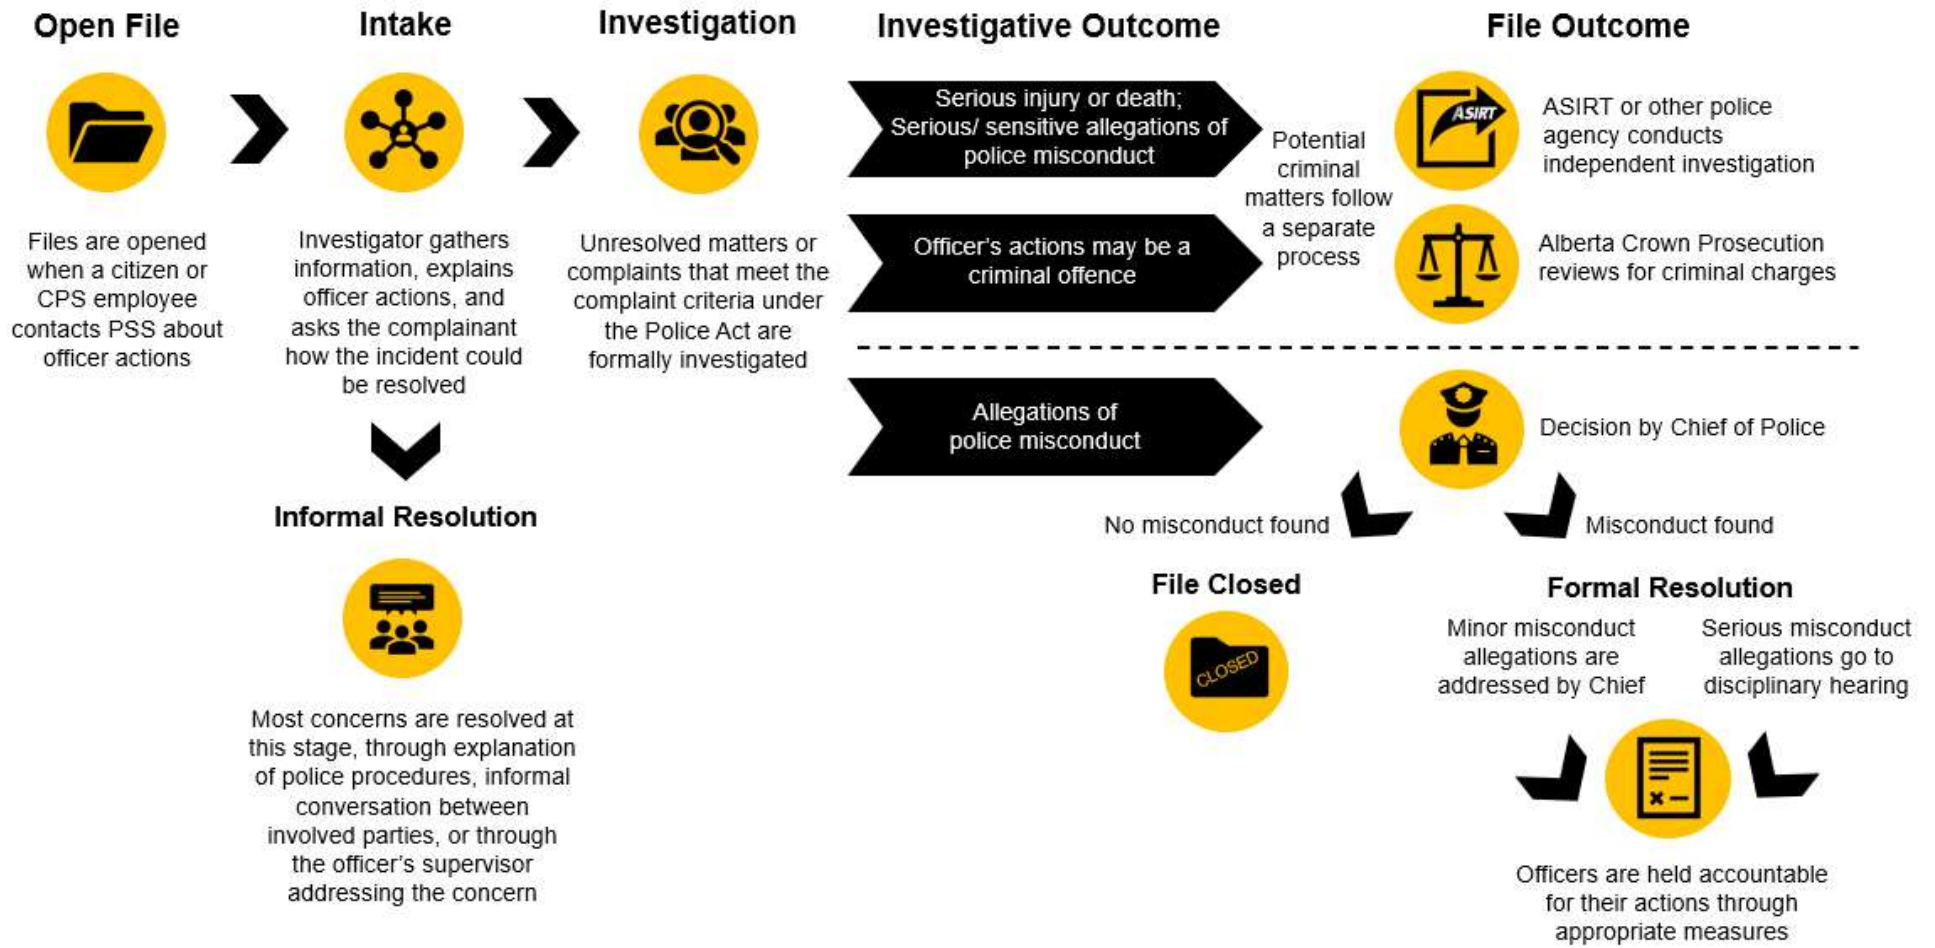 Open File
Files are opened
when a citizen or
CPS employee
contacts PSS about
officer actions
Intake
Investigator gathers
information, explains
officer actions, and
asks the complainant
how the incident could
be resolved
Informal Resolution
Most concerns are resolved at
this stage, through explanation
of police procedures, informal
conversation between
involved parties, or through
the officer's supervisor
addressing the concern
Investigation
Unresolved matters or
complaints that meet the
complaint criteria under
the Police Act are
formally investigated
Investigative Outcome
Serious injury or death;
Serious/ sensitive allegations of
police misconduct
Officer's actions may be a
criminal offence
Potential
criminal
matters follow
a separate
process
File Outcome
ASIRT
ASIRT or other police
agency conducts
independent investigation
Alberta Crown Prosecution
reviews for criminal charges
Allegations of
police misconduct
Decision by Chief of Police
No misconduct found
Misconduct found
File Closed
CLOSED
Formal Resolution
Minor misconduct
allegations are
addressed by Chief
Serious misconduct
allegations go to
disciplinary hearing
Officers are held accountable
for their actions through
appropriate measures